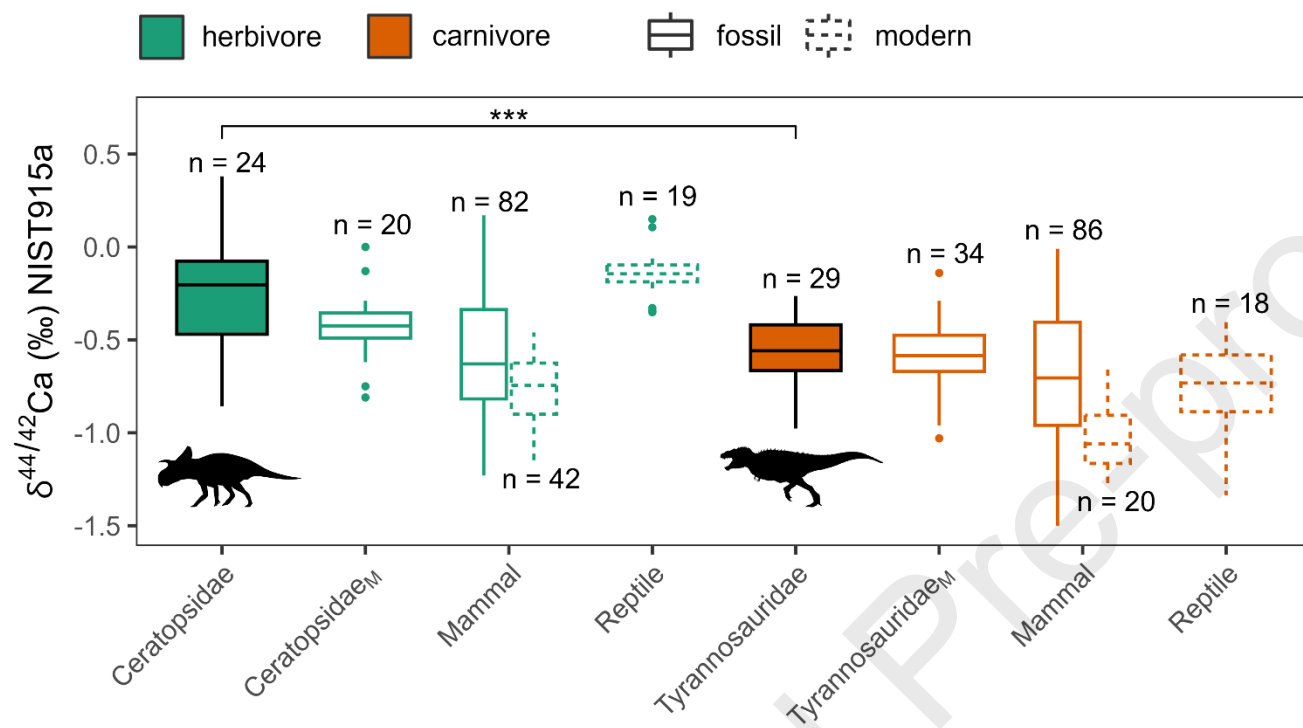 herbivore carnivore fossil modern
***
n = 24
n = 20
n = 82
n = 42
n = 19
n = 29
n = 34
n = 86
n = 20
n = 18
δ44/42Ca (‰) NIST915a
0.5
0.0
-0.5
-1.0
-1.5
Ceratopsidae
CeratopsidaeM
Mammal
Reptile
Tyrannosauridae
TyrannosauridaeM
Mammal
Reptile
Pre-pro